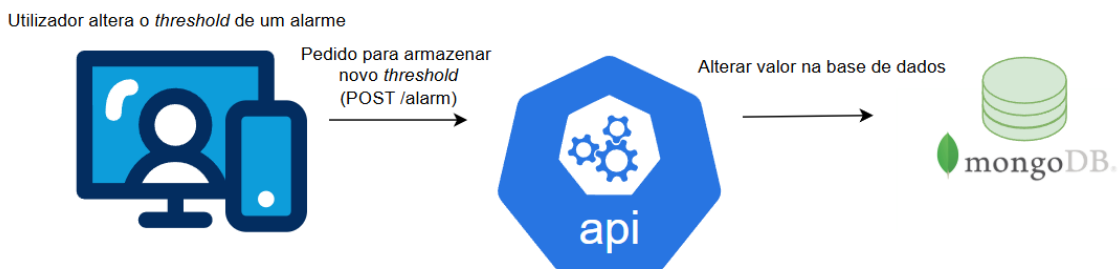 Utilizador altera o threshold de um alarme
Pedido para armazenar
novo threshold
(POST /alarm)
Alterar valor na base de dados
api
mongoDB.